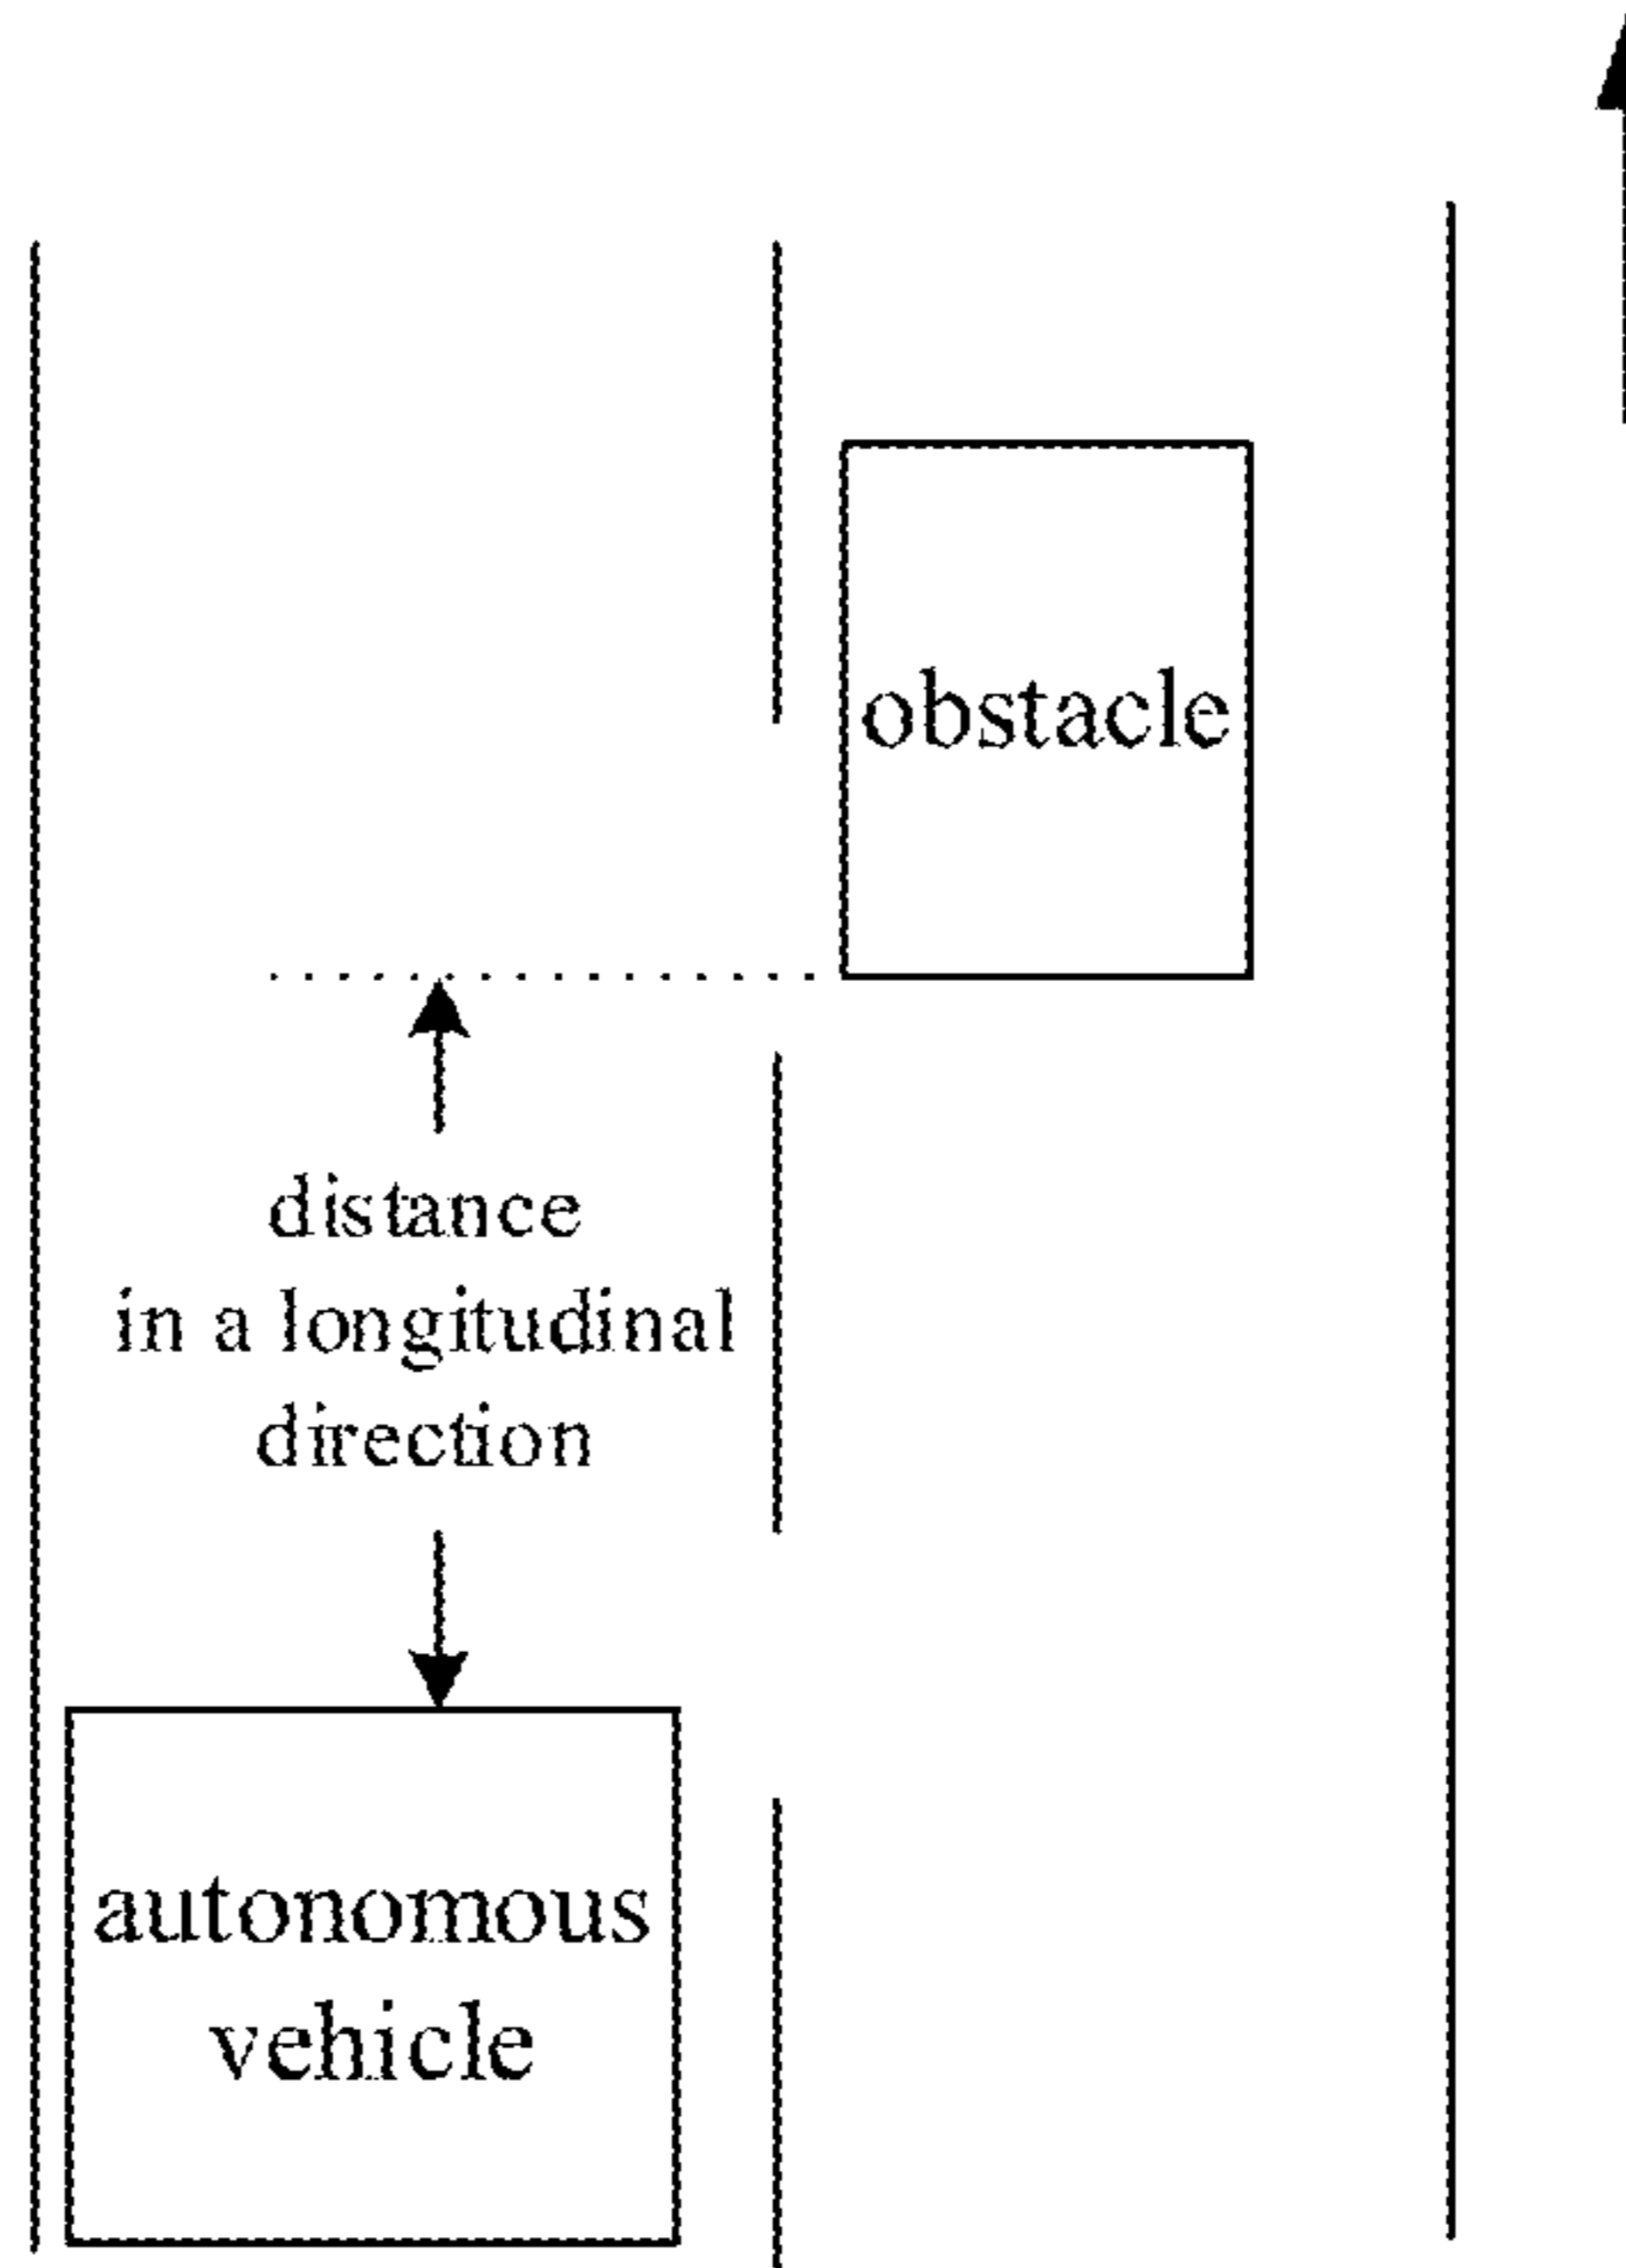 obstacle
distance
in a longitudinal
direction
autonomous
vehicle